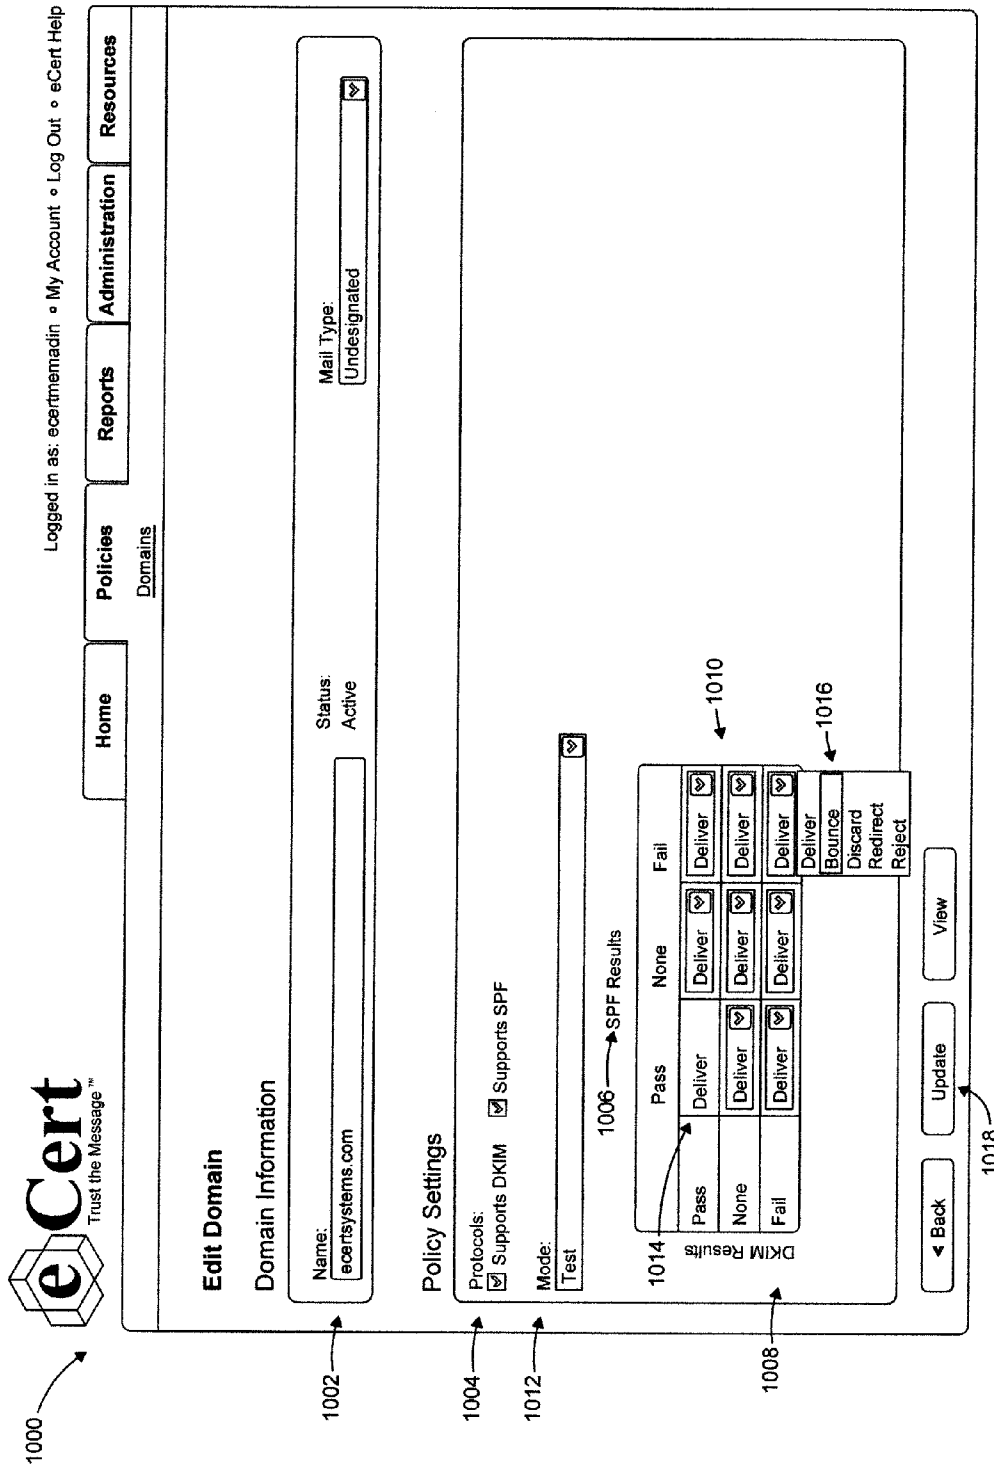 1000
eCert
Trust the Message™
Logged in as: ecertmemadin ∘ My Account ∘ Log Out ∘ eCert Help
Home Policies Reports Administration Resources
Domains
Edit Domain
Domain Information
1002
Name: Status: Mail Type:
ecertsystems.com Active Undesignated
Policy Settings
1004
Protocols:
Supports DKIM Supports SPF
1012
Mode:
Test
1006 SPF Results
1014
1010
Pass None Fail
Pass Deliver Deliver Deliver
None Deliver Deliver Deliver
Fail Deliver Deliver Deliver
DKIM Results
1008
1016
Deliver
Bounce
Discard
Redirect
Reject
◄ Back Update View
1018